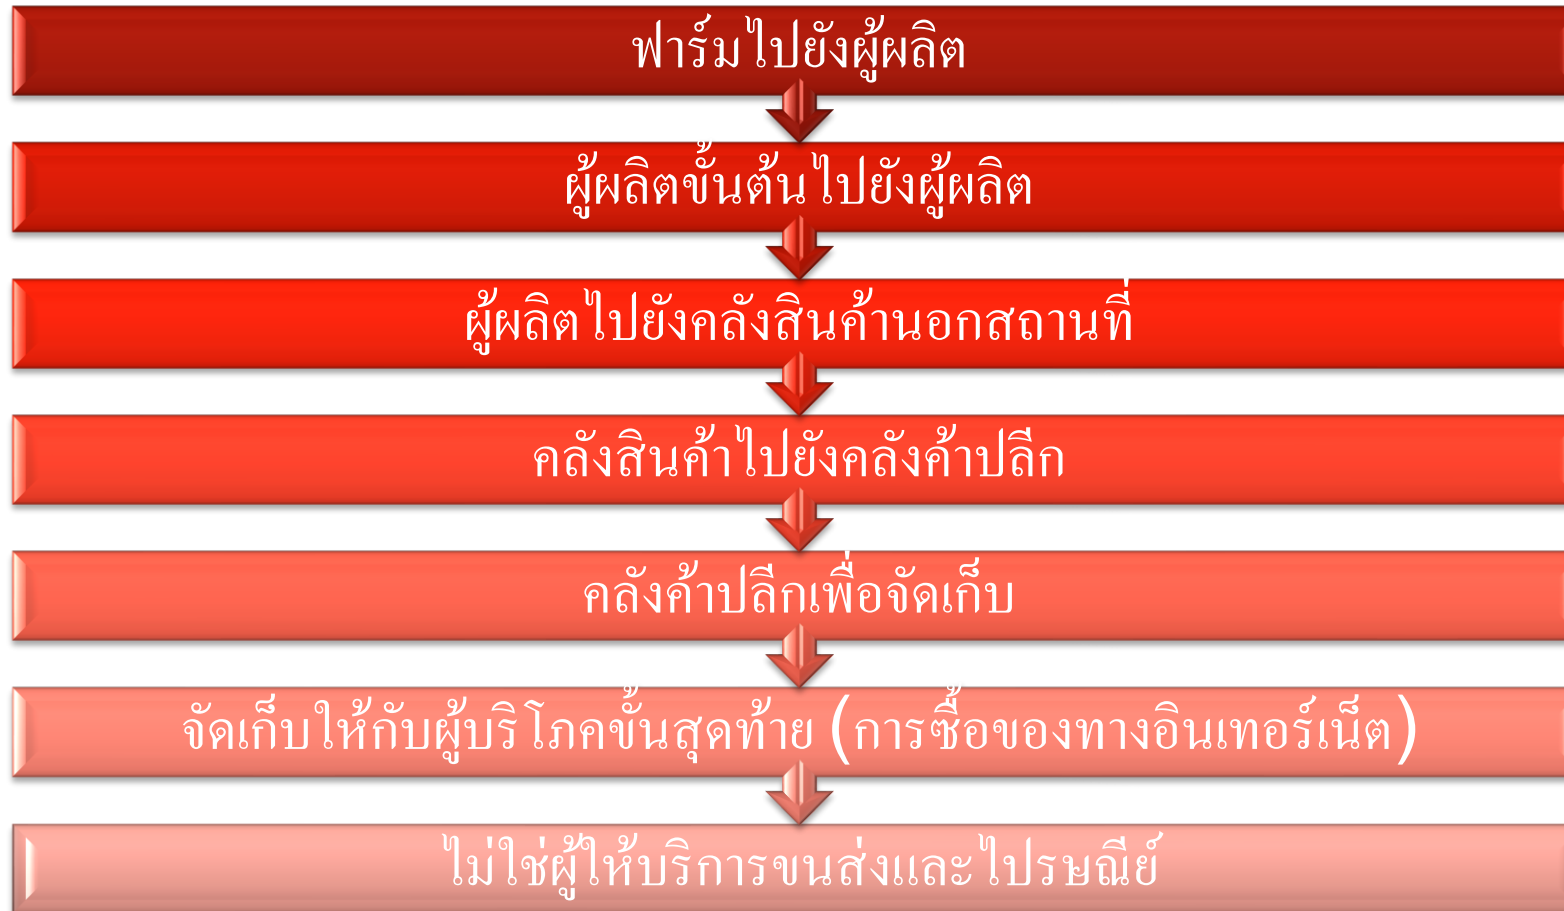 ฟาร์มไปยังผู้ผลิต
ผู้ผลิตขั้นต้นไปยังผู้ผลิต
ผู้ผลิตไปยังคลังสินค้านอกสถานที่
คลังสินค้าไปยังคลังค้าปลีก
คลังค้าปลีกเพื่อจัดเก็บ
จัดเก็บให้กับผู้บริโภคขั้นสุดท้าย (การซื้อของทางอินเทอร์เน็ต)
ไม่ใช่ผู้ให้บริการขนส่งและไปรษณีย์